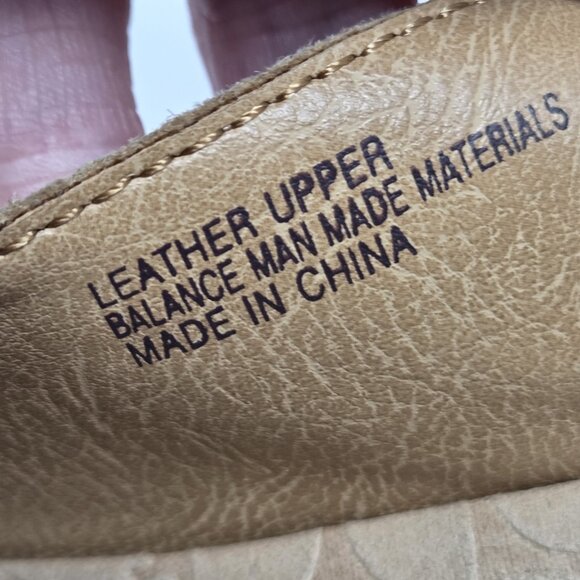 LEATHER UPPER
BALANCE MAN MADE MATERIALS
MADE IN CHINA